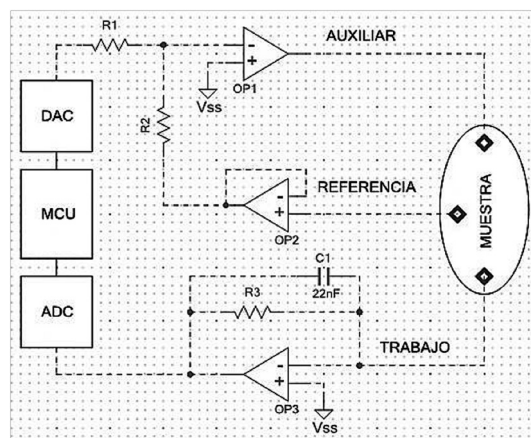 R1
AUXILIAR
-
+
OP1
Vss
DAC
R2
MCU
REFERENCIA
-
+
OP2
MUESTRA
C1
22nF
ADC
R3
TRABAJO
-
+
OP3
Vss